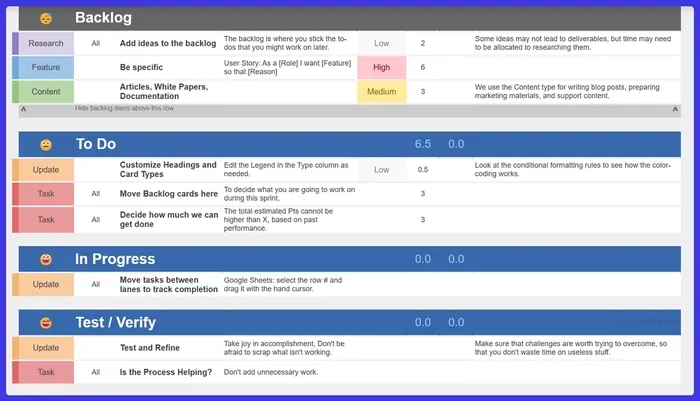 Backlog
Research All Add ideas to the backlog The backlog is where you stick the to- Low 2 Some ideas may not lead to deliverables, but time may need
dos that you might work on later. to be allocated to researching them.
Feature Be specific User Story: As a [Role] I want [Feature] High 6
so that [Reason]
Content Articles, White Papers, Medium 3 We use the Content type for writing blog posts, preparing
Documentation marketing materials, and support content.
Hide backlog items above this row
To Do 6.5 0.0
Update Customize Headings and Edit the Legend in the Type column as Low 0.5 Look at the conditional formatting rules to see how the color-
Card Types needed. coding works.
Task All Move Backlog cards here To decide what you are going to work on 3
during this sprint.
Task All Decide how much we can The total estimated Pts cannot be 3
get done higher than X, based on past
performance.
In Progress 0.0 0.0
Update Move tasks between Google Sheets: select the row # and
lanes to track completion drag it with the hand cursor.
Test / Verify 0.0 0.0
Update Test and Refine Take joy in accomplishment, Don't be Make sure that challenges are worth trying to overcome, so
afraid to scrap what isn't working. that you don't waste time on useless stuff.
Task All Is the Process Helping? Don't add unnecessary work.